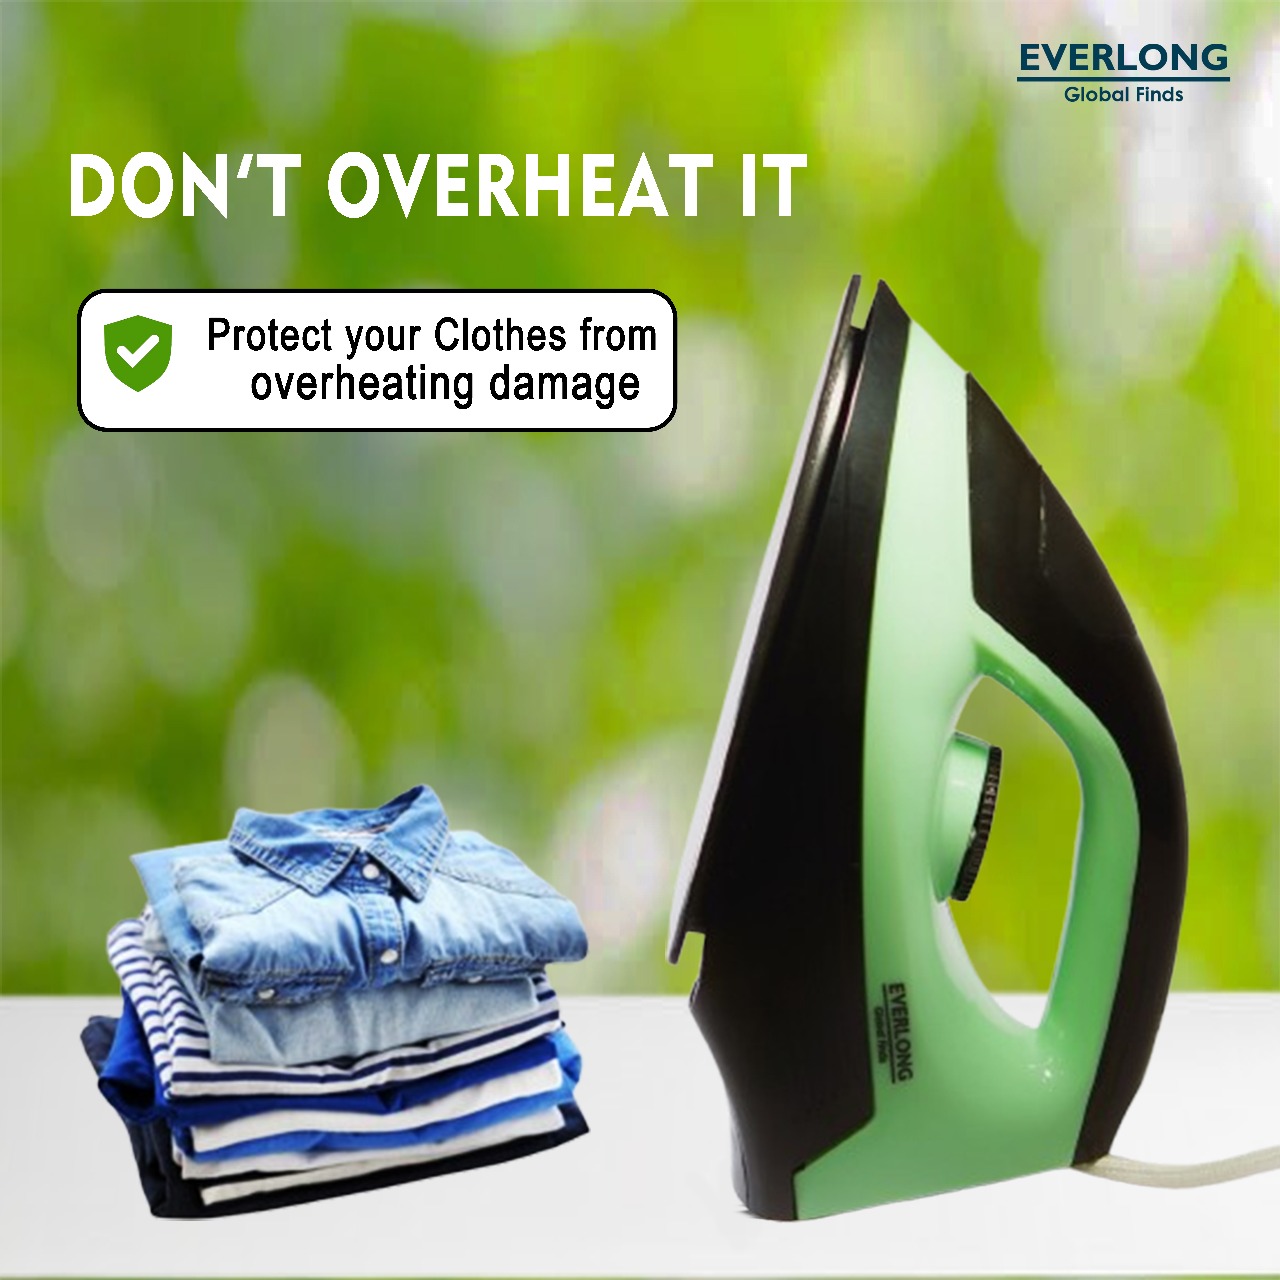 EVERLONG
Global Finds
DON'T OVERHEAT IT
Protect your Clothes from
overheating damage
EVERLONG
Global Finds